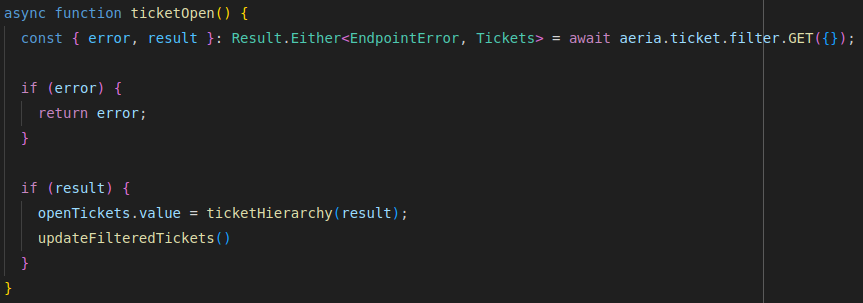 async function ticketOpen() {
const { error, result }: Result.Either<EndpointError, Tickets> = await aeria.ticket.filter.GET({});
if (error) {
return error;
}
if (result) {
openTickets.value = ticketHierarchy(result);
updateFilteredTickets()
}
}